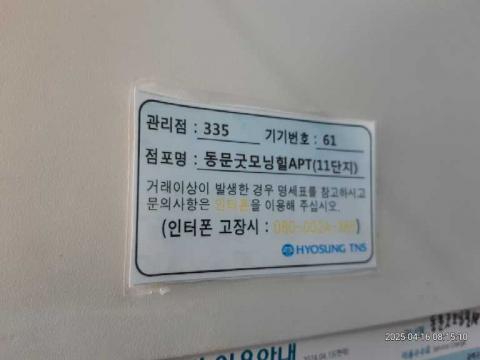 관리점 : 335 기기번호 : 61
점포명 : 동문굿모닝힐APT(11단지)
거래이상이 발생한 경우 명세표를 참고하시고
문의사항은 인터폰을 이용해 주십시오.
(인터폰 고장시 :
HYOSUNG TNS
2025-04-16 08:15:10